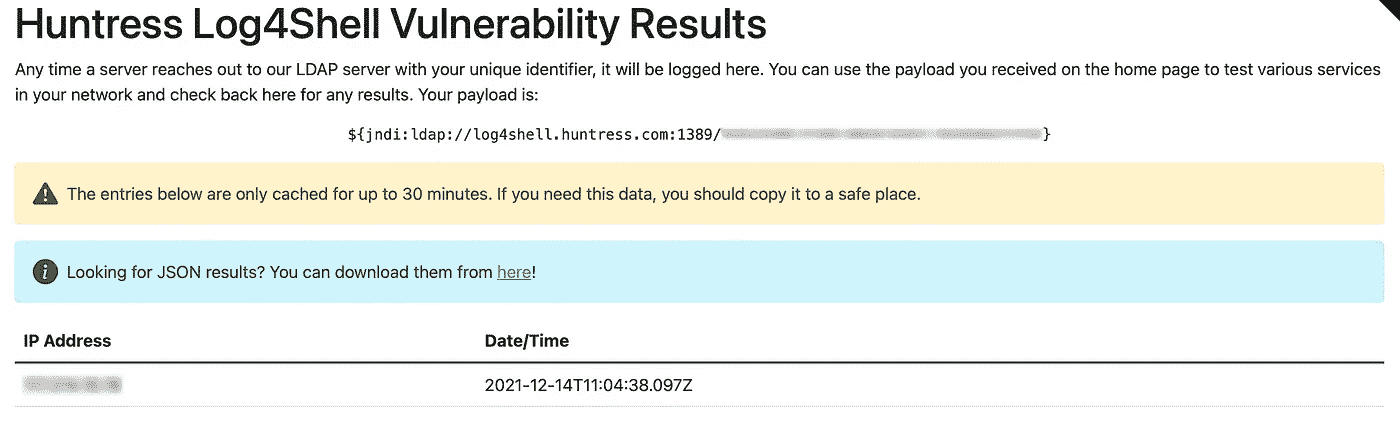 Huntress Log4Shell Vulnerability Results
Any time a server reaches out to our LDAP server with your unique identifier, it will be logged here. You can use the payload you received on the home page to test various services
in your network and check back here for any results. Your payload is:
${jndi:ldap://log4shell.huntress.com:1389/ }
The entries below are only cached for up to 30 minutes. If you need this data, you should copy it to a safe place.
Looking for JSON results? You can download them from here!
IP Address Date/Time
2021-12-14T11:04:38.097Z